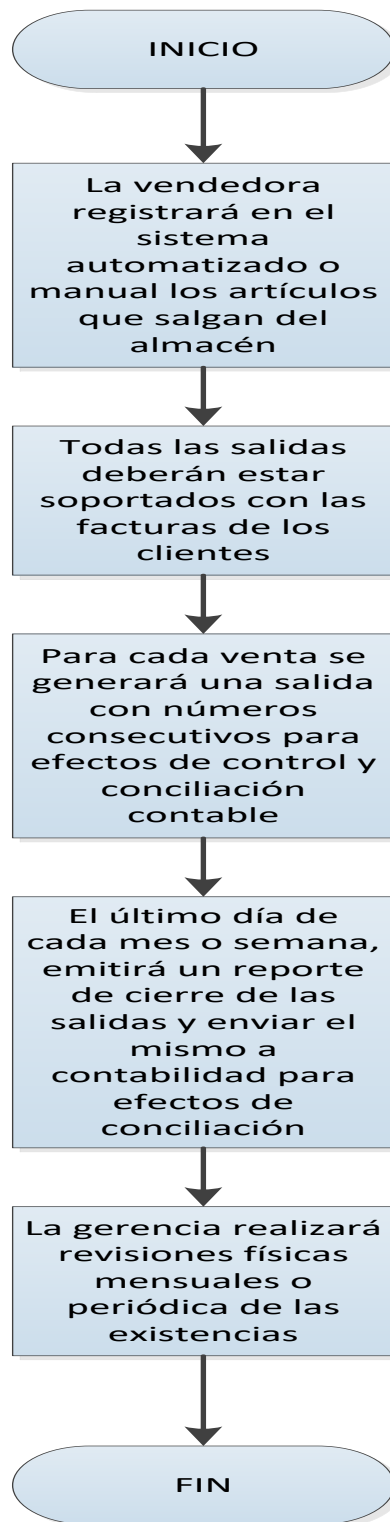 INICIO
La vendedora
registrará en el
sistema
automatizado o
manual los artículos
que salgan del
almacén
Todas las salidas
deberán estar
soportados con las
facturas de los
clientes
Para cada venta se
generará una salida
con números
consecutivos para
efectos de control y
conciliación
contable
El último día de
cada mes o semana,
emitirá un reporte
de cierre de las
salidas y enviar el
mismo a
contabilidad para
efectos de
conciliación
La gerencia realizará
revisiones físicas
mensuales o
periódica de las
existencias
FIN